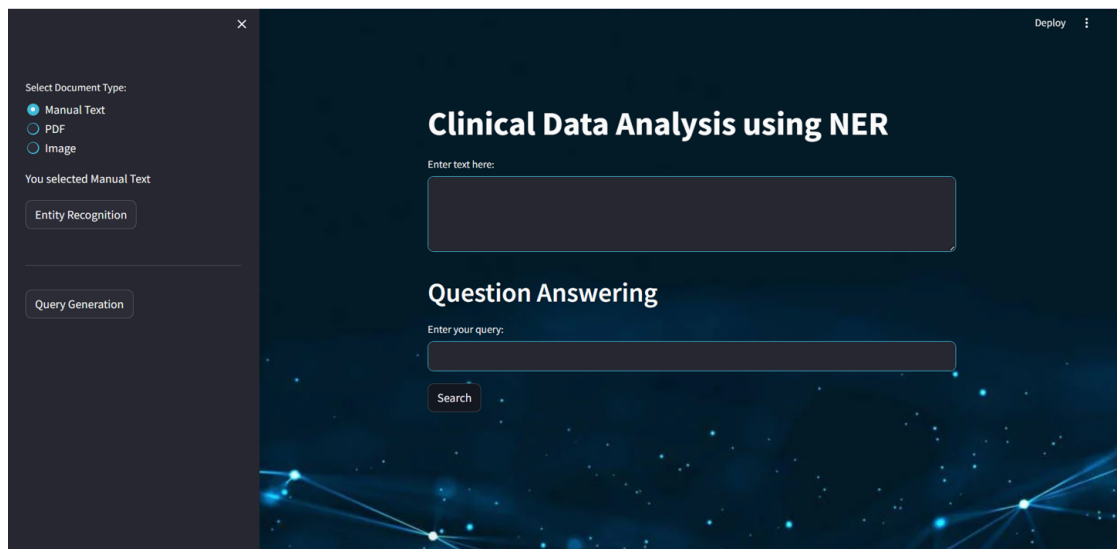 Deploy
Select Document Type:
Manual Text
PDF
Image
You selected Manual Text
Entity Recognition
Query Generation
Clinical Data Analysis using NER
Enter text here:
Question Answering
Enter your query:
Search